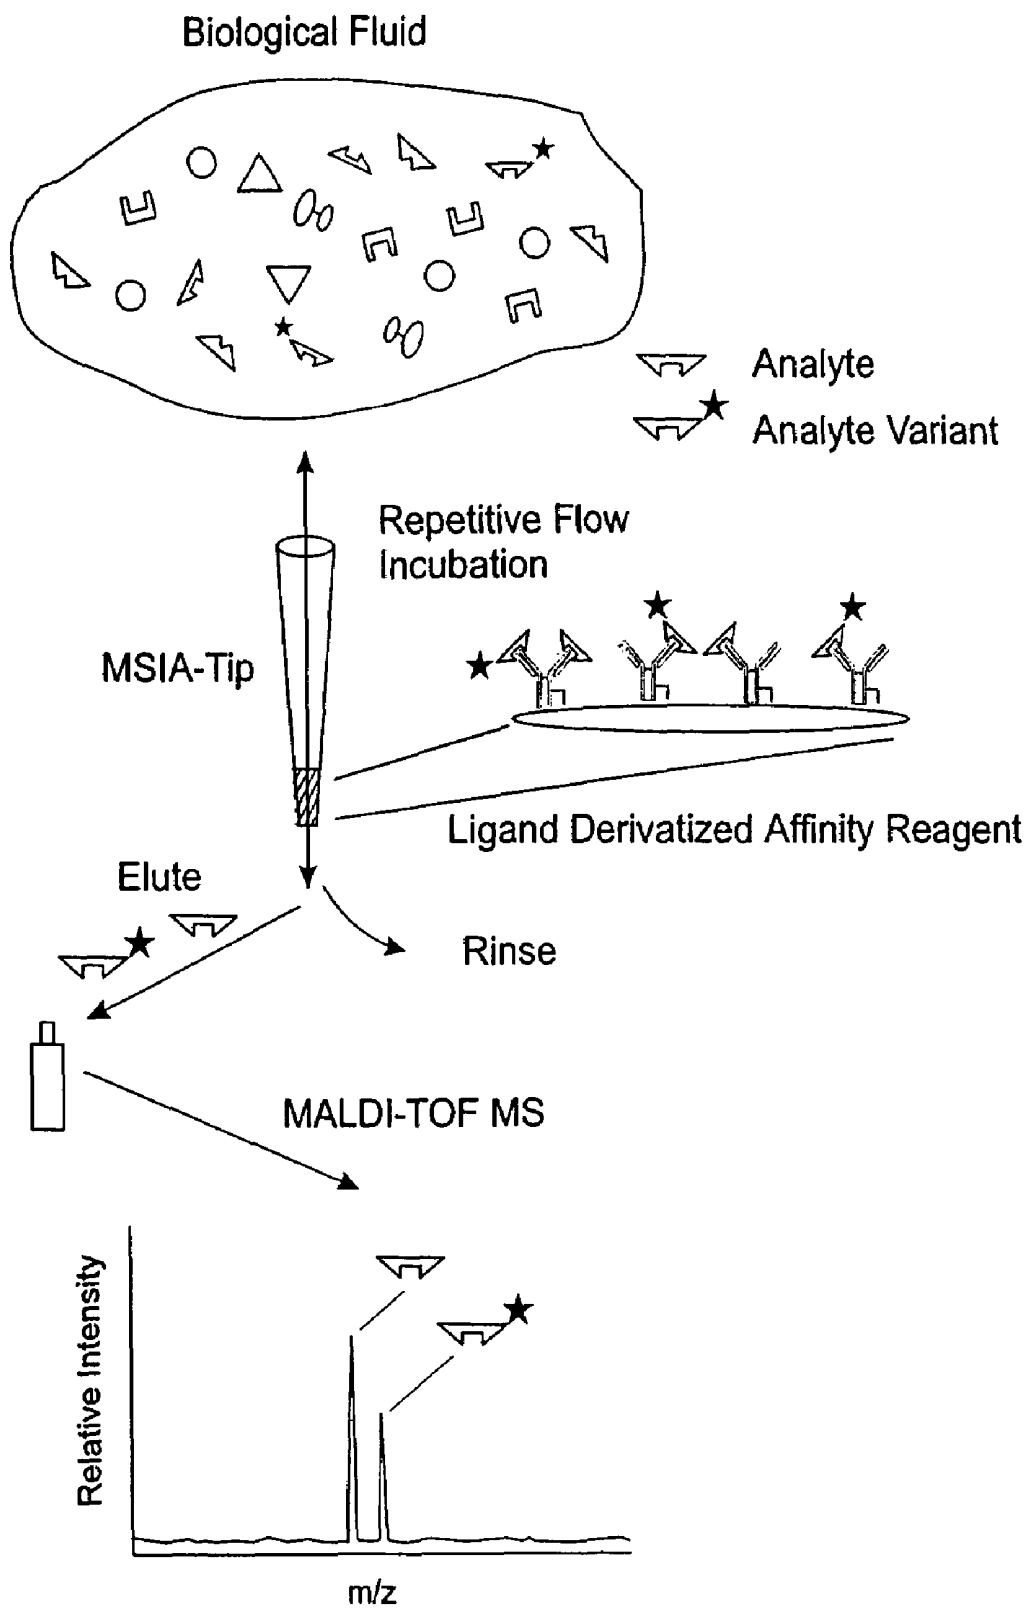 Biological Fluid
Analyte
Analyte Variant
Repetitive Flow
Incubation
MSIA-Tip
Ligand Derivatized Affinity Reagent
Elute
Rinse
MALDI-TOF MS
Relative Intensity
m/z